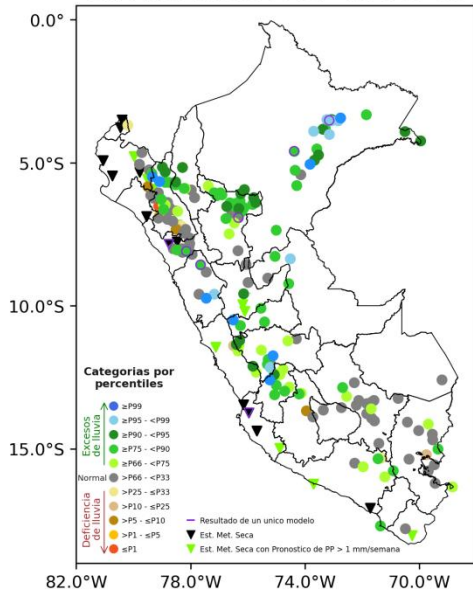 0.0°
5.0°S
10.0°S
15.0°S
82.0°W
78.0°W
74.0°W
70.0°W
Categorias por
percentiles
Excesos
de lluvia
Normal
Deficiencia
de lluvia
≥P99
≥P95 - <P99
≥P90 - <P95
≥P75 - <P90
≥P66 - <P75
>P66 - <P33
>P25 - ≤P33
>P10 - ≤P25
>P5 - ≤P10
>P1 - ≤P5
≤P1
Resultado de un unico modelo
Est. Met. Seca
Est. Met. Seca con Pronostico de PP > 1 mm/semana